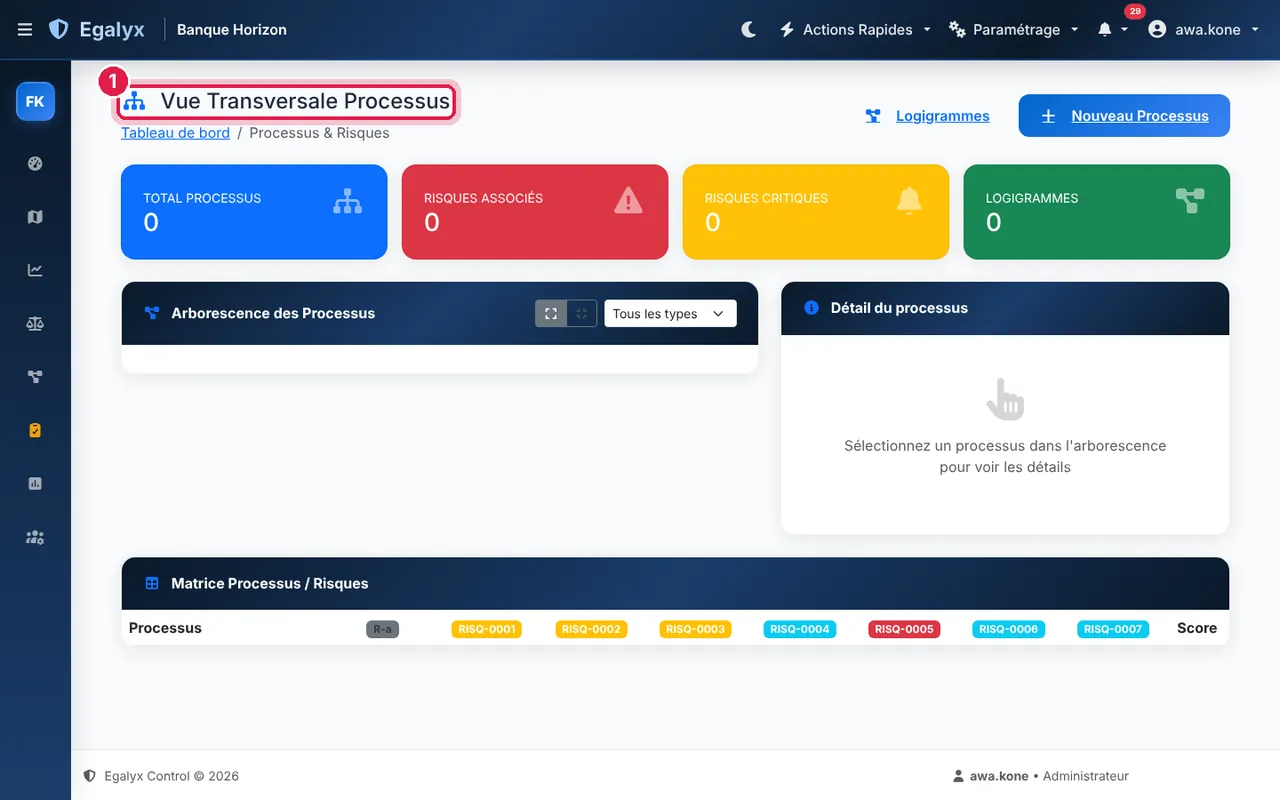 Egalyx
Banque Horizon
Actions Rapides
Paramétrage
29
awa.kone
FK
1
Vue Transversale Processus
Tableau de bord / Processus & Risques
Logigrammes
Nouveau Processus
TOTAL PROCESSUS
0
RISQUES ASSOCIÉS
0
RISQUES CRITIQUES
0
LOGIGRAMMES
0
Arborescence des Processus
Tous les types
Détail du processus
Sélectionnez un processus dans l'arborescence
pour voir les détails
Matrice Processus / Risques
Processus R-a RISQ-0001 RISQ-0002 RISQ-0003 RISQ-0004 RISQ-0005 RISQ-0006 RISQ-0007 Score
Egalyx Control © 2026
awa.kone • Administrateur